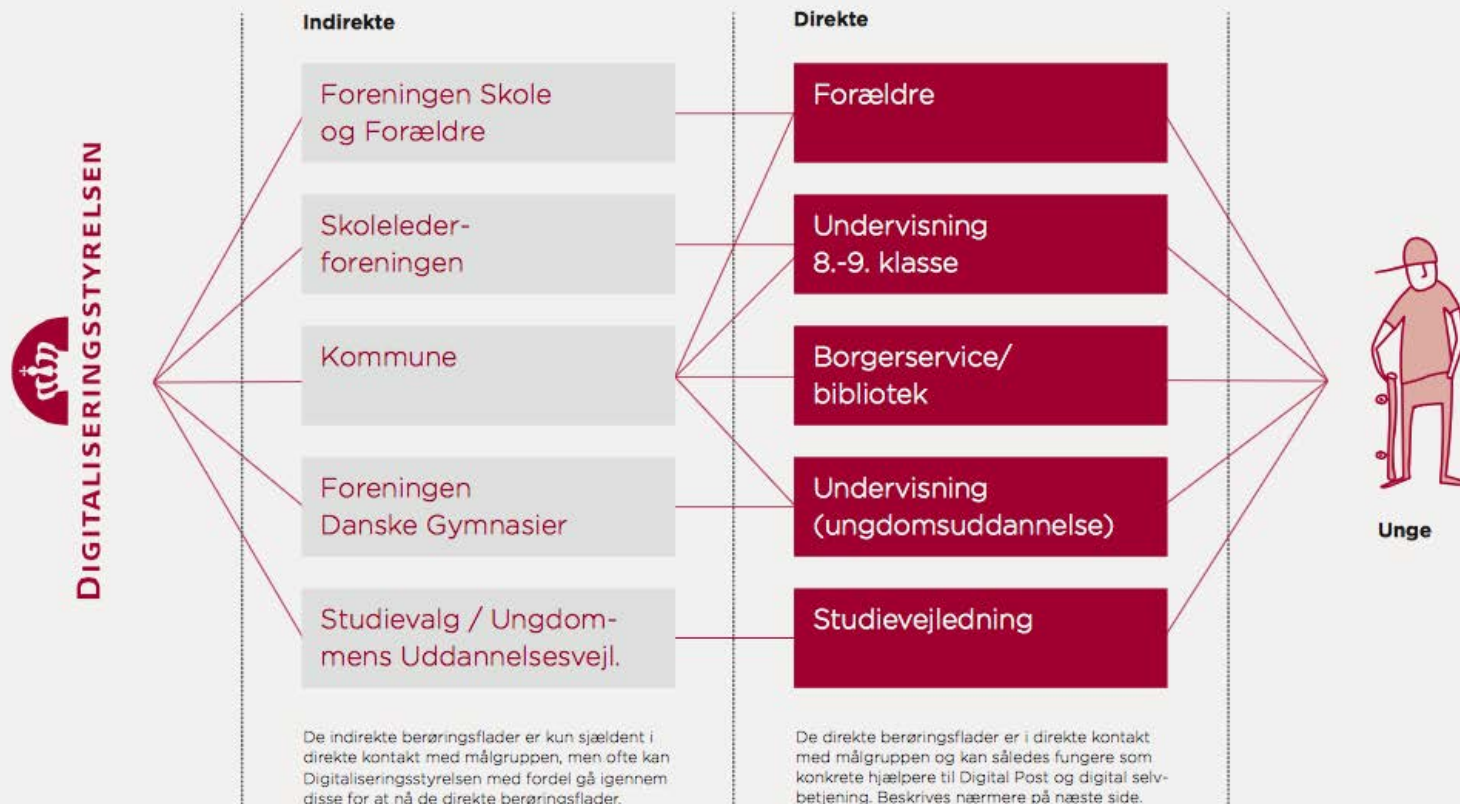 DIGITALISERINGSSTYRELSEN
Indirekte
Foreningen Skole
og Forældre
Skoleleder-
foreningen
Kommune
Foreningen
Danske Gymnasier
Studievalg / Ungdom-
mens Uddannelsesvejl.
De indirekte berøringsflader er kun sjældent i
direkte kontakt med målgruppen, men ofte kan
Digitaliseringsstyrelsen med fordel gå igennem
disse for at nå de direkte berøringsflader.
Direkte
Forældre
Undervisning
8.-9. klasse
Borgerservice/
bibliotek
Undervisning
(ungdomsuddannelse)
Studievejledning
De direkte berøringsflader er i direkte kontakt
med målgruppen og kan således fungere som
konkrete hjælpere til Digital Post og digital selv-
betjening. Beskrives nærmere på næste side.
Unge